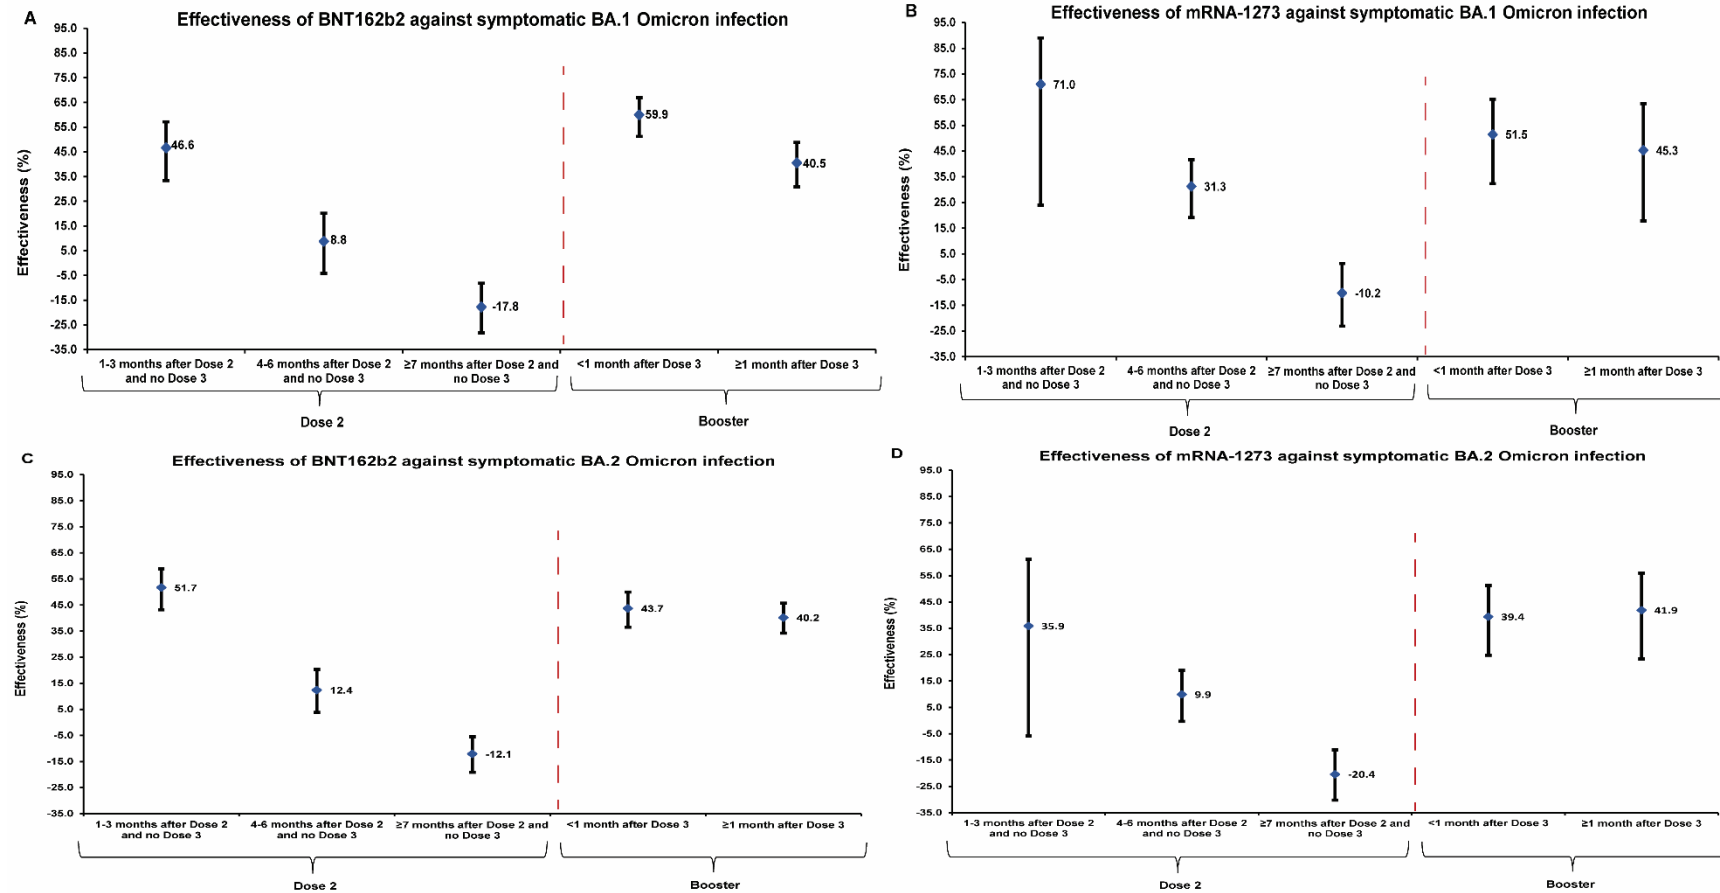 A
Effectiveness of BNT162b2 against symptomatic BA.1 Omicron infection
Effectiveness (%)
95.0
85.0
75.0
65.0
55.0
45.0
35.0
25.0
15.0
5.0
-5.0
-15.0
-25.0
-35.0
46.6
8.8
-17.8
59.9
40.5
1-3 months after Dose 2
and no Dose 3
4-6 months after Dose 2
and no Dose 3
≥7 months after Dose 2 and
no Dose 3
<1 month after Dose 3
≥1 month after Dose 3
Dose 2
Booster
B
Effectiveness of mRNA-1273 against symptomatic BA.1 Omicron infection
Effectiveness (%)
95.0
85.0
75.0
65.0
55.0
45.0
35.0
25.0
15.0
5.0
-5.0
-15.0
-25.0
-35.0
71.0
31.3
-10.2
51.5
45.3
1-3 months after Dose 2
and no Dose 3
4-6 months after Dose 2
and no Dose 3
≥7 months after Dose 2 and
no Dose 3
<1 month after Dose 3
≥1 month after Dose 3
Dose 2
Booster
C
Effectiveness of BNT162b2 against symptomatic BA.2 Omicron infection
Effectiveness (%)
95.0
85.0
75.0
65.0
55.0
45.0
35.0
25.0
15.0
5.0
-5.0
-15.0
-25.0
-35.0
51.7
12.4
-12.1
43.7
40.2
1-3 months after Dose 2
and no Dose 3
4-6 months after Dose 2
and no Dose 3
≥7 months after Dose 2 and
no Dose 3
<1 month after Dose 3
≥1 month after Dose 3
Dose 2
Booster
D
Effectiveness of mRNA-1273 against symptomatic BA.2 Omicron infection
Effectiveness (%)
95.0
85.0
75.0
65.0
55.0
45.0
35.0
25.0
15.0
5.0
-5.0
-15.0
-25.0
-35.0
35.9
9.9
-20.4
39.4
41.9
1-3 months after Dose 2
and no Dose 3
4-6 months after Dose 2
and no Dose 3
≥7 months after Dose 2 and
no Dose 3
<1 month after Dose 3
≥1 month after Dose 3
Dose 2
Booster